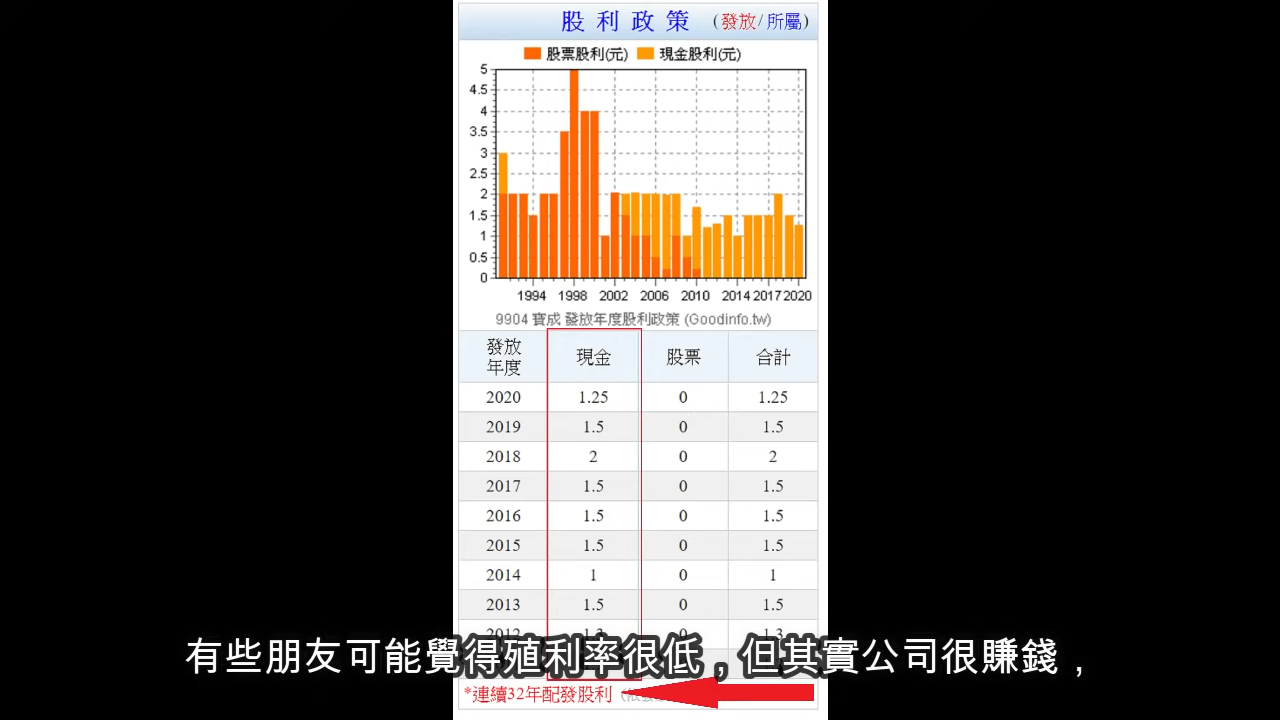 股利政策 (發放/所屬)
股票股利(元) 現金股利(元)
5
4.5
4
3.5
3
2.5
2
1.5
1
0.5
0
1994 1998 2002 2006 2010 2014 2017 2020
9904 寶成 發放年度股利政策 (Goodinfo.tw)
發放年度 現金 股票 合計
2020 1.25 0 1.25
2019 1.5 0 1.5
2018 2 0 2
2017 1.5 0 1.5
2016 1.5 0 1.5
2015 1.5 0 1.5
2014 1 0 1
2013 1.5 0 1.5
2012 1.3 0 1.3
有些朋友可能覺得殖利率很低，但其實公司很賺錢，
*連續32年配發股利